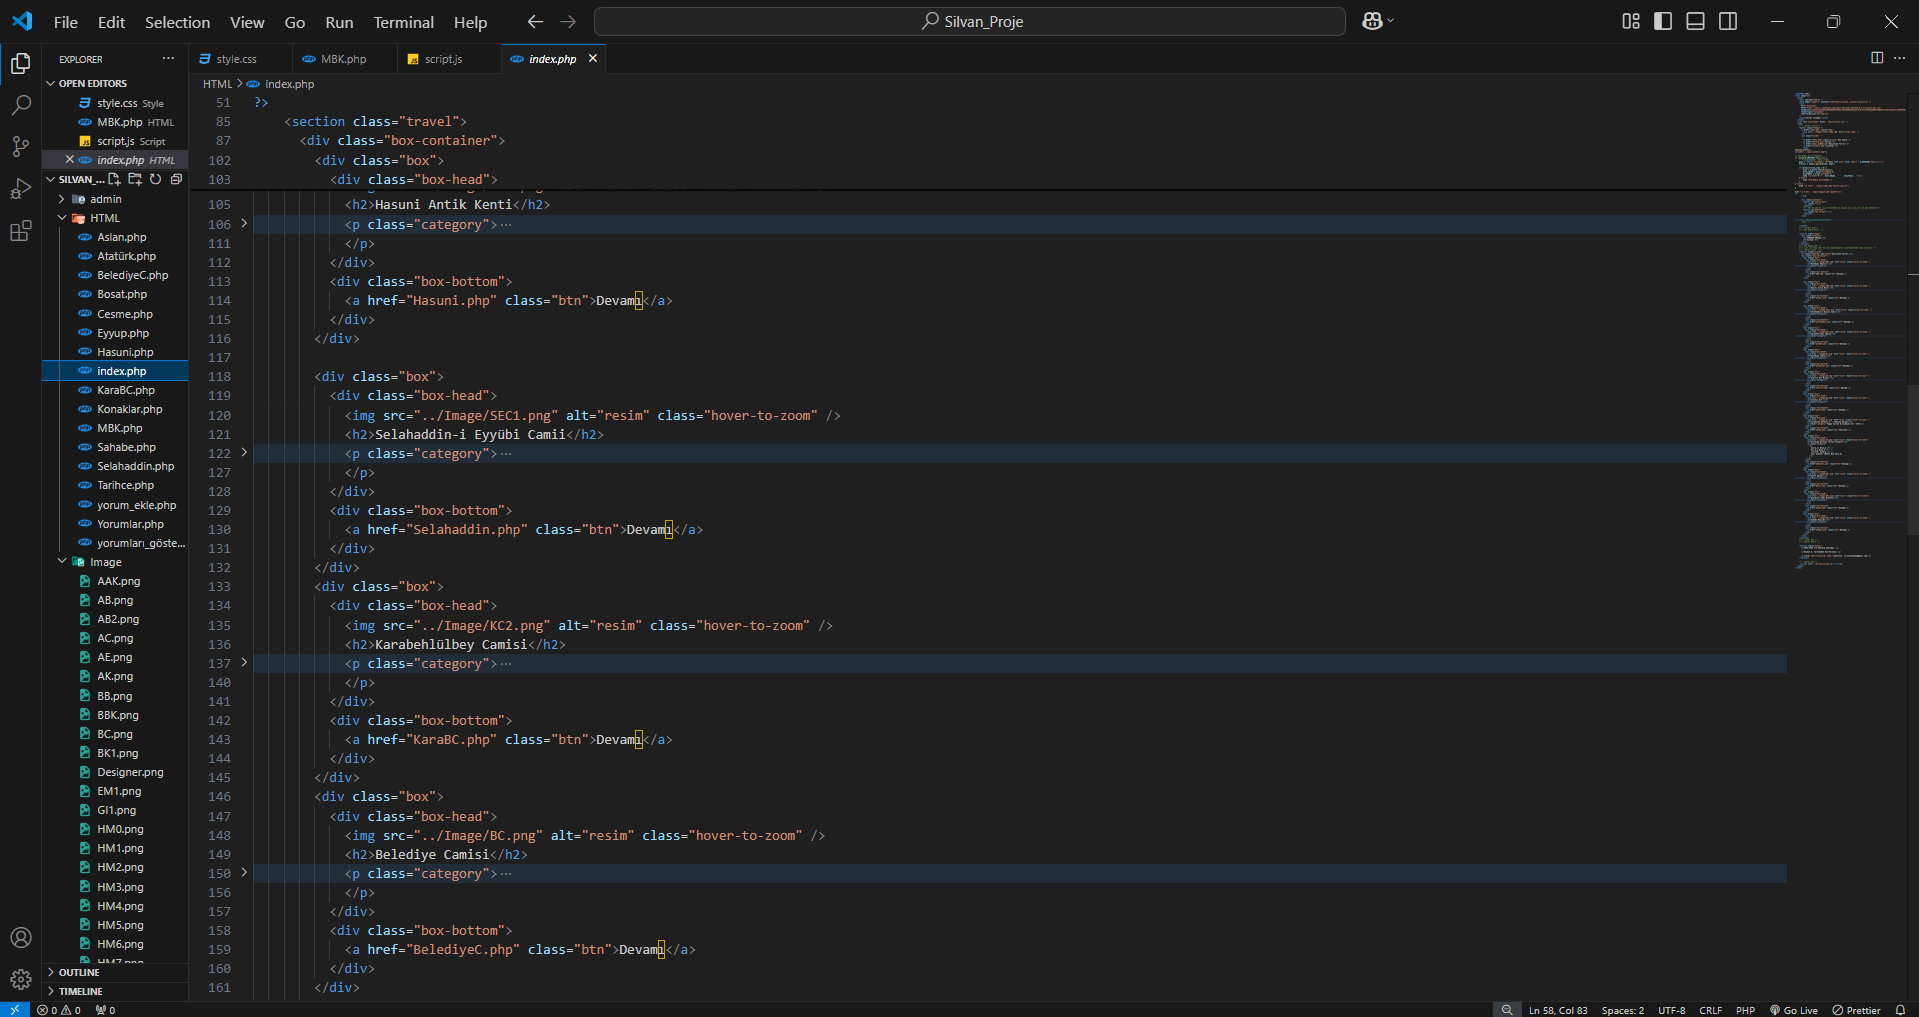 File Edit Selection View Go Run Terminal Help
Silvan_Proje
EXPLORER
OPEN EDITORS
style.css Style
MBK.php HTML
script.js Script
index.php HTML
SILVAN_...
admin
HTML
Aslan.php
Atatürk.php
BelediyeC.php
Bosat.php
Cesme.php
Eyyup.php
Hasuni.php
index.php
KaraBC.php
Konaklar.php
MBK.php
Sahabe.php
Selahaddin.php
Tarihce.php
yorum_ekle.php
Yorumlar.php
yorumları_göste...
Image
AAK.png
AB.png
AB2.png
AC.png
AE.png
AK.png
BB.png
BBK.png
BC.png
BK1.png
Designer.png
EM1.png
GI1.png
HM0.png
HM1.png
HM2.png
HM3.png
HM4.png
HM5.png
HM6.png
HM7.png
OUTLINE
TIMELINE
style.css MBK.php script.js index.php
HTML > index.php
51 ?>
85 <section class="travel">
87 <div class="box-container">
102 <div class="box">
103 <div class="box-head">
105 <h2>Hasuni Antik Kenti</h2>
106 <p class="category">...
111 </p>
112 </div>
113 <div class="box-bottom">
114 <a href="Hasuni.php" class="btn">Devamı</a>
115 </div>
116 </div>
117
118 <div class="box">
119 <div class="box-head">
120 <img src="../Image/SEC1.png" alt="resim" class="hover-to-zoom" />
121 <h2>Selahaddin-i Eyyübi Camii</h2>
122 <p class="category">...
127 </p>
128 </div>
129 <div class="box-bottom">
130 <a href="Selahaddin.php" class="btn">Devamı</a>
131 </div>
132 </div>
133 <div class="box">
134 <div class="box-head">
135 <img src="../Image/KC2.png" alt="resim" class="hover-to-zoom" />
136 <h2>Karabehlülbey Camisi</h2>
137 <p class="category">...
140 </p>
141 </div>
142 <div class="box-bottom">
143 <a href="KaraBC.php" class="btn">Devamı</a>
144 </div>
145 </div>
146 <div class="box">
147 <div class="box-head">
148 <img src="../Image/BC.png" alt="resim" class="hover-to-zoom" />
149 <h2>Belediye Camisi</h2>
150 <p class="category">...
156 </p>
157 </div>
158 <div class="box-bottom">
159 <a href="BelediyeC.php" class="btn">Devamı</a>
160 </div>
161 </div>
0 0 0
Ln 58, Col 83 Spaces: 2 UTF-8 CRLF PHP Go Live Prettier